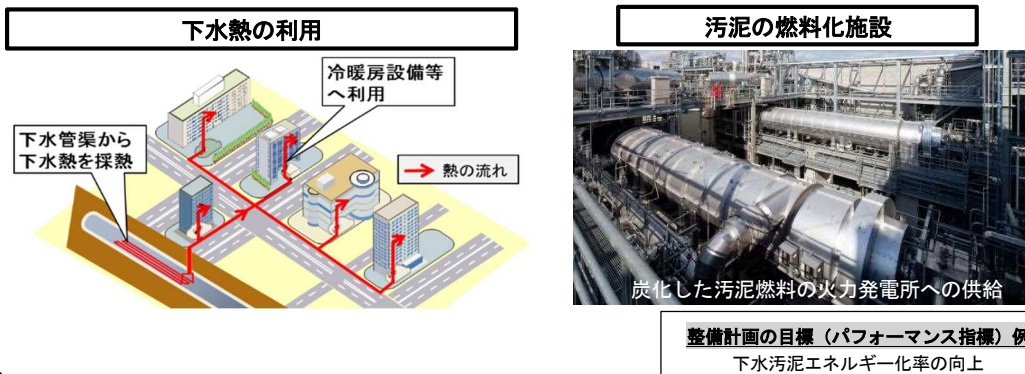 下水熱の利用
冷暖房設備等
へ利用
下水管渠から
下水熱を採熱
熱の流れ
汚泥の燃料化施設
炭化した汚泥燃料の火力発電所への供給
整備計画の目標（パフォーマンス指標）例
下水汚泥エネルギー化率の向上